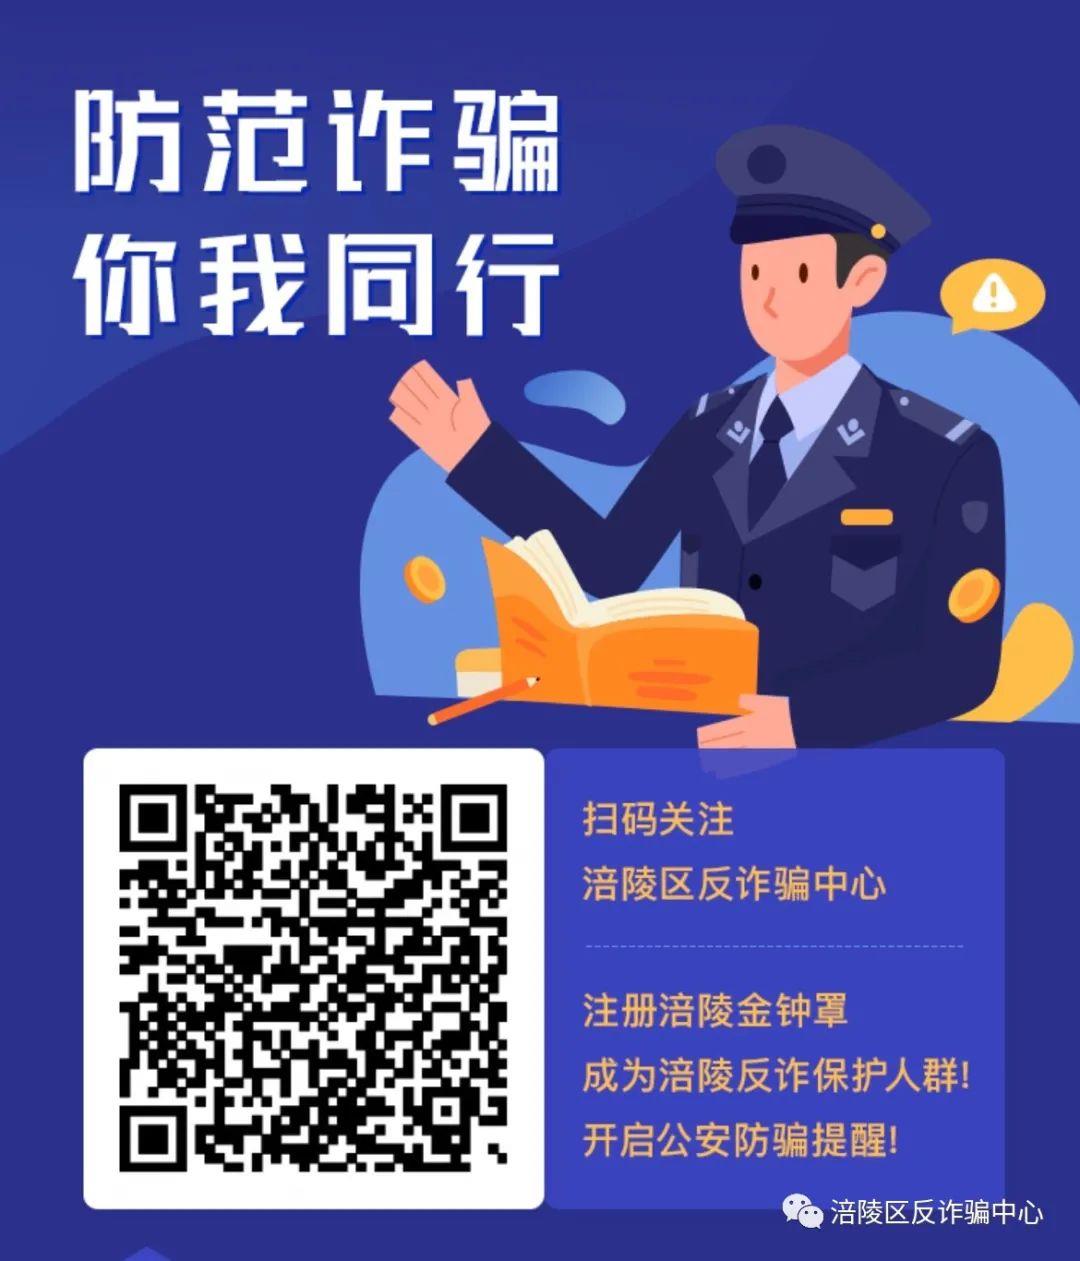 防范诈骗
你我同行
扫码关注
涪陵区反诈骗中心
注册涪陵金钟罩
成为涪陵反诈保护人群!
开启公安防骗提醒!
涪陵区反诈骗中心